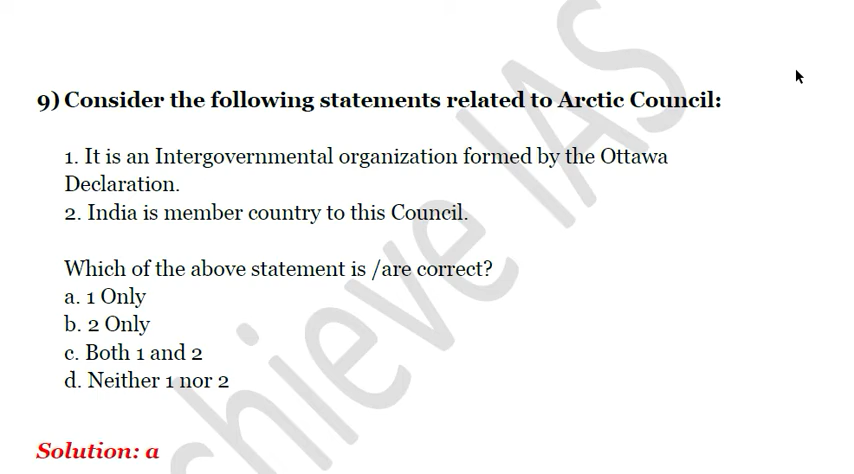 9) Consider the following statements related to Arctic Council:
1. It is an Intergovernmental organization formed by the Ottawa
Declaration.
2. India is member country to this Council.
Which of the above statement is /are correct?
a. 1 Only
b. 2 Only
c. Both 1 and 2
d. Neither 1 nor 2
Solution: a
hieve IAS